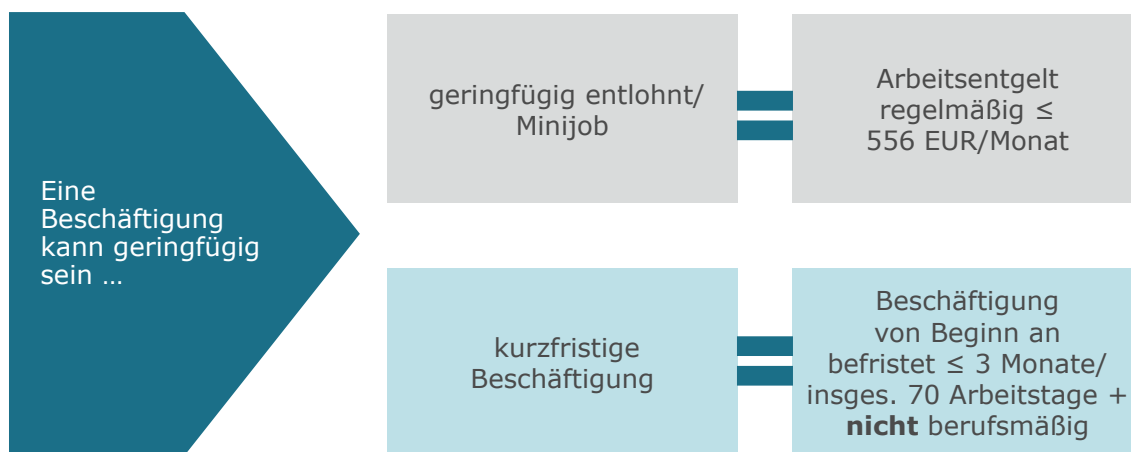 Eine
Beschäftigung
kann geringfügig
sein ...
geringfügig entlohnt/
Minijob
Arbeitsentgelt
regelmäßig ≤
556 EUR/Monat
kurzfristige
Beschäftigung
Beschäftigung
von Beginn an
befristet ≤ 3 Monate/
insges. 70 Arbeitstage +
nicht berufsmäßig